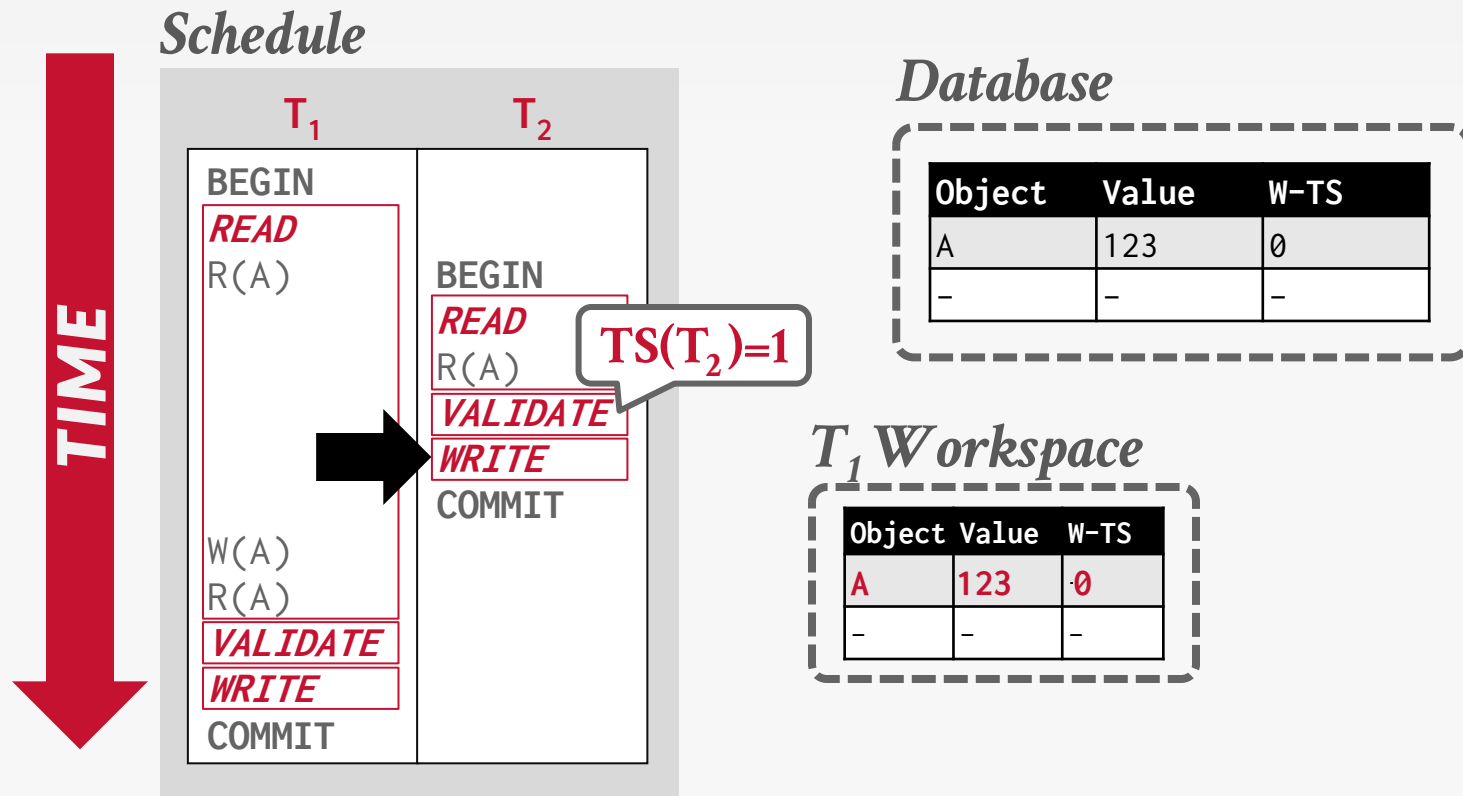 Schedule
TIME
T1 T2
BEGIN
READ
R(A) BEGIN
READ
R(A)
TS(T2)=1
VALIDATE
WRITE
COMMIT
W(A)
R(A)
VALIDATE
WRITE
COMMIT
Database
Object Value W-TS
A 123 0
- - -
T1 Workspace
Object Value W-TS
A 123 0
- - -